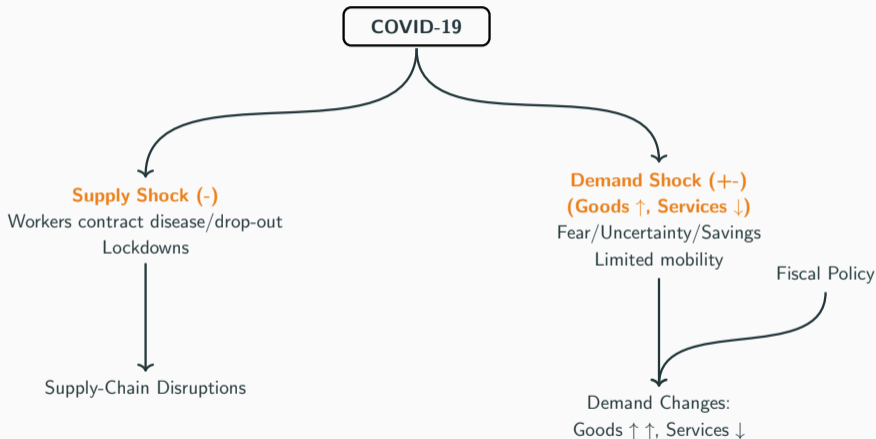 COVID-19
Supply Shock (-)
Workers contract disease/drop-out
Lockdowns
Demand Shock (+-)
(Goods ↑, Services ↓)
Fear/Uncertainty/Savings
Limited mobility
Fiscal Policy
Supply-Chain Disruptions
Demand Changes:
Goods ↑ ↑, Services ↓